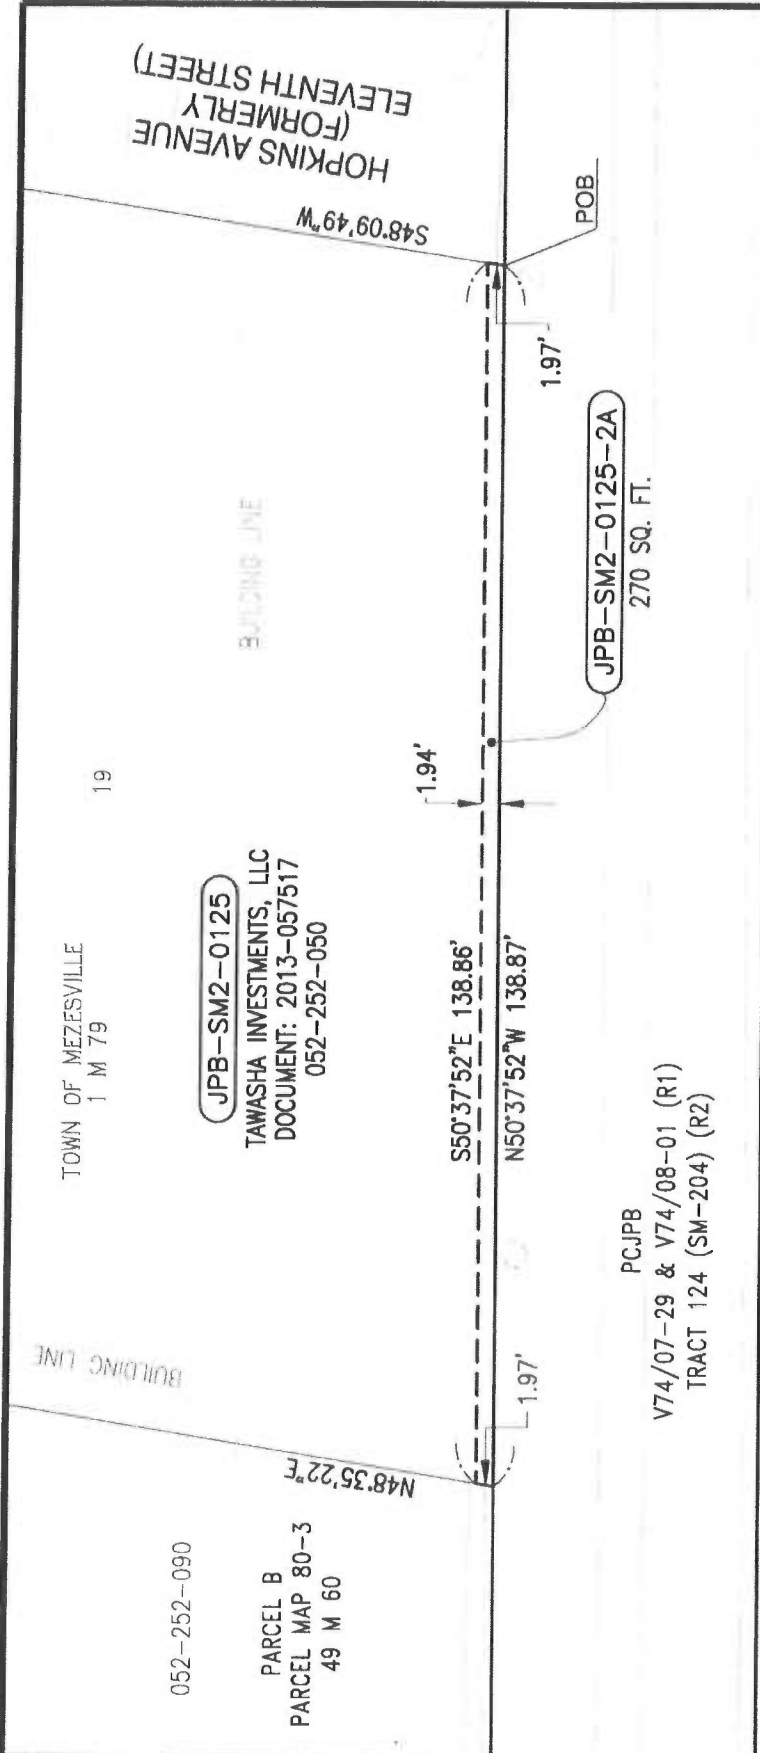 HOPKINS AVENUE
(FORMERLY
ELEVENTH STREET)
S48°09'49"W
POB
1.97'
BUILDING LINE
JPB-SM2-0125-2A
270 SQ. FT.
19
1.94'
TOWN OF MEZESVILLE
1 M 79
JPB-SM2-0125
TAWASHA INVESTMENTS, LLC
DOCUMENT: 2013-057517
052-252-050
S50°37'52"E 138.86'
N50°37'52"W 138.87'
PCJPB
V74/07-29 & V74/08-01 (R1)
TRACT 124 (SM-204) (R2)
BUILDING LINE
1.97'
N48°35'22"E
052-252-090
PARCEL B
PARCEL MAP 80-3
49 M 60